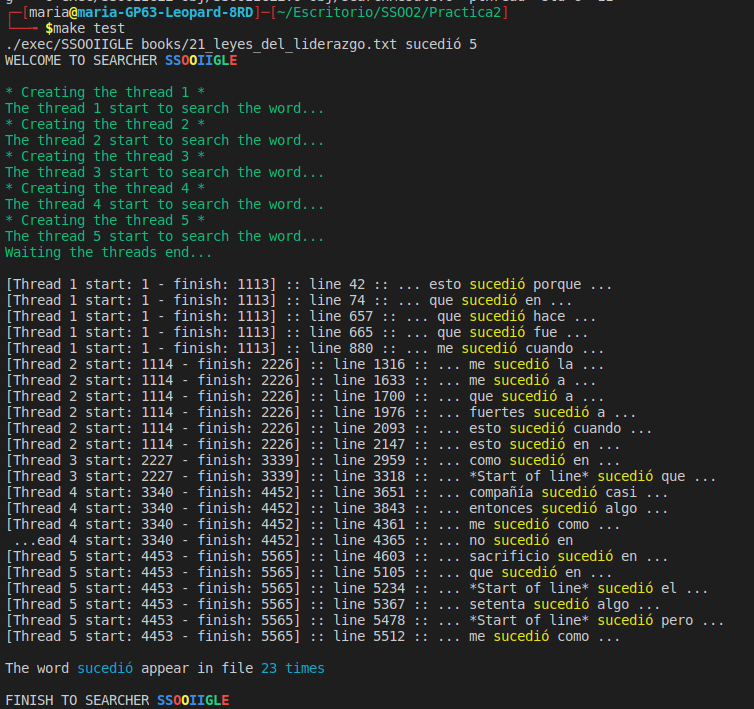 ┌─[maria@maria-GP63-Leopard-8RD]─[~/Escritorio/SSOO2/Practica2]
└──╼ $make test
./exec/SSOOIIGLE books/21_leyes_del_liderazgo.txt sucedió 5
WELCOME TO SEARCHER SSOOIIGLE
* Creating the thread 1 *
The thread 1 start to search the word...
* Creating the thread 2 *
The thread 2 start to search the word...
* Creating the thread 3 *
The thread 3 start to search the word...
* Creating the thread 4 *
The thread 4 start to search the word...
* Creating the thread 5 *
The thread 5 start to search the word...
Waiting the threads end...
[Thread 1 start: 1 - finish: 1113] :: line 42 :: ... esto sucedió porque ...
[Thread 1 start: 1 - finish: 1113] :: line 74 :: ... que sucedió en ...
[Thread 1 start: 1 - finish: 1113] :: line 657 :: ... que sucedió hace ...
[Thread 1 start: 1 - finish: 1113] :: line 665 :: ... que sucedió fue ...
[Thread 1 start: 1 - finish: 1113] :: line 880 :: ... me sucedió cuando ...
[Thread 2 start: 1114 - finish: 2226] :: line 1316 :: ... me sucedió la ...
[Thread 2 start: 1114 - finish: 2226] :: line 1633 :: ... me sucedió a ...
[Thread 2 start: 1114 - finish: 2226] :: line 1700 :: ... que sucedió a ...
[Thread 2 start: 1114 - finish: 2226] :: line 1976 :: ... fuertes sucedió a ...
[Thread 2 start: 1114 - finish: 2226] :: line 2093 :: ... esto sucedió cuando ...
[Thread 2 start: 1114 - finish: 2226] :: line 2147 :: ... esto sucedió en ...
[Thread 3 start: 2227 - finish: 3339] :: line 2959 :: ... como sucedió en ...
[Thread 3 start: 2227 - finish: 3339] :: line 3318 :: ... *Start of line* sucedió que ...
[Thread 4 start: 3340 - finish: 4452] :: line 3651 :: ... compañía sucedió casi ...
[Thread 4 start: 3340 - finish: 4452] :: line 3843 :: ... entonces sucedió algo ...
[Thread 4 start: 3340 - finish: 4452] :: line 4361 :: ... me sucedió como ...
...ead 4 start: 3340 - finish: 4452] :: line 4365 :: ... no sucedió en
[Thread 5 start: 4453 - finish: 5565] :: line 4603 :: ... sacrificio sucedió en ...
[Thread 5 start: 4453 - finish: 5565] :: line 5105 :: ... que sucedió en ...
[Thread 5 start: 4453 - finish: 5565] :: line 5234 :: ... *Start of line* sucedió el ...
[Thread 5 start: 4453 - finish: 5565] :: line 5367 :: ... setenta sucedió algo ...
[Thread 5 start: 4453 - finish: 5565] :: line 5478 :: ... *Start of line* sucedió pero ...
[Thread 5 start: 4453 - finish: 5565] :: line 5512 :: ... me sucedió como ...
The word sucedió appear in file 23 times
FINISH TO SEARCHER SSOOIIGLE